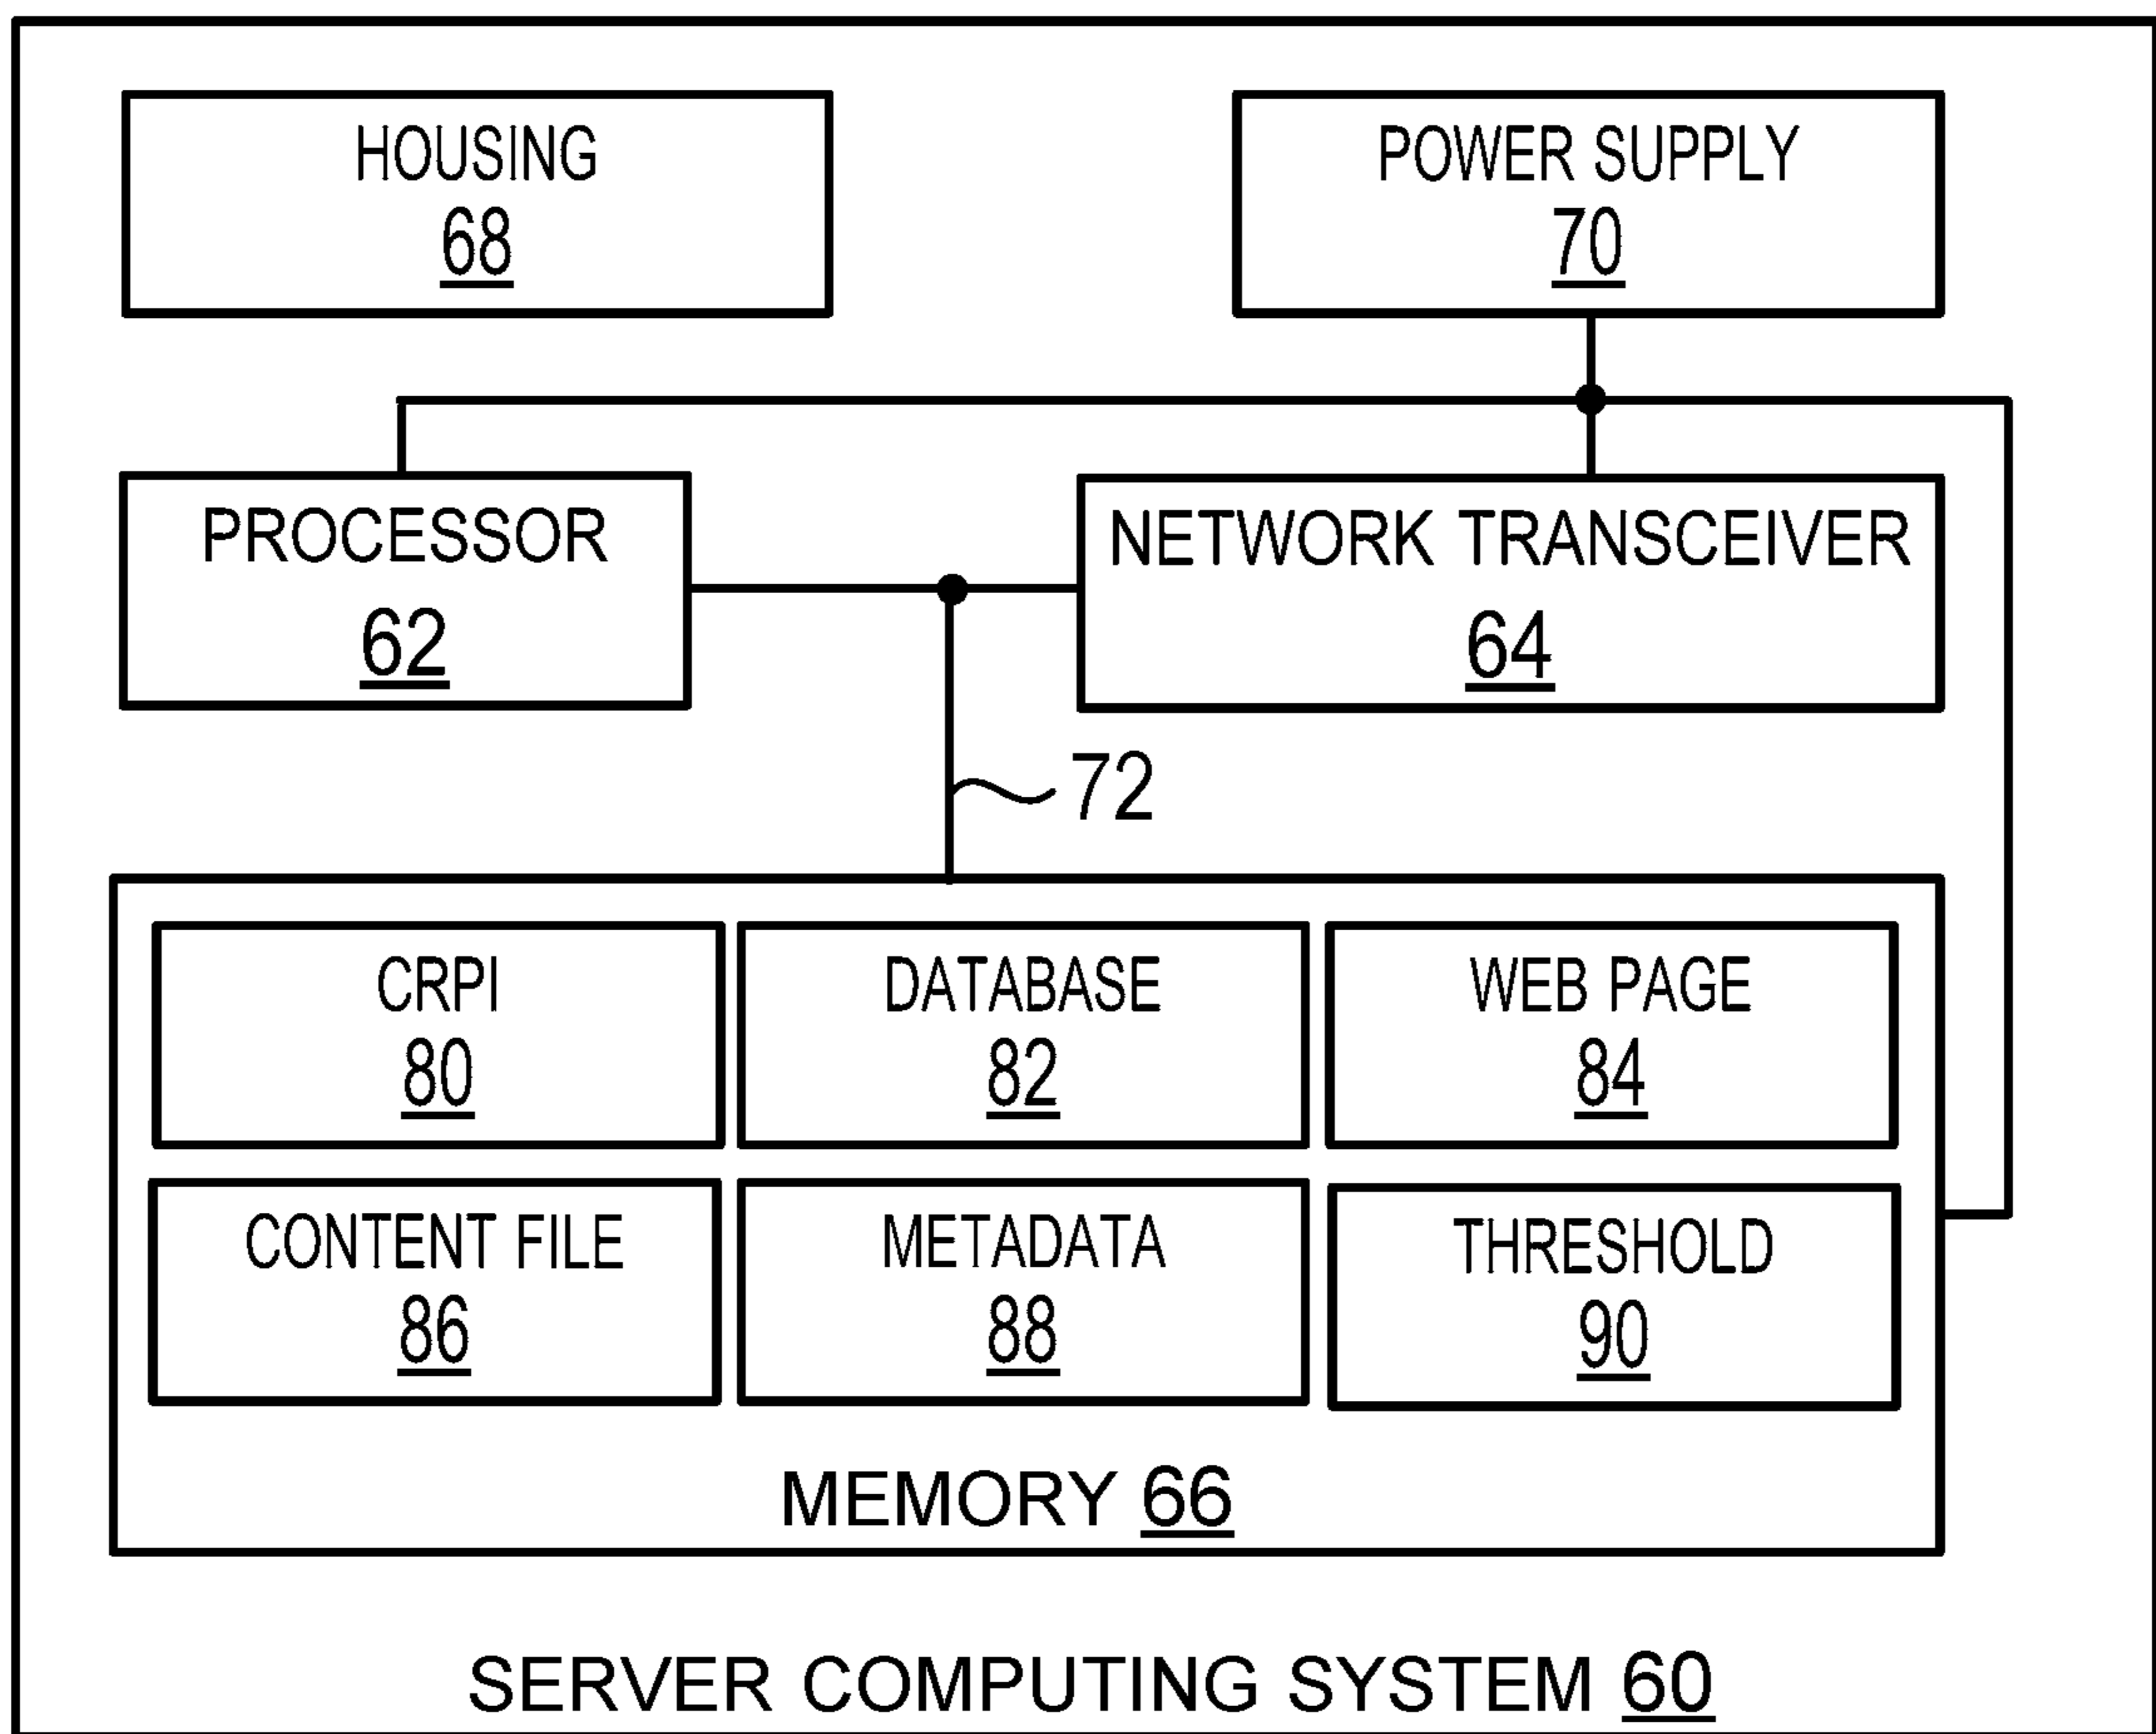 HOUSING
68
POWER SUPPLY
70
PROCESSOR
62
NETWORK TRANSCEIVER
64
72
CRPI
80
DATABASE
82
WEB PAGE
84
CONTENT FILE
86
METADATA
88
THRESHOLD
90
MEMORY 66
SERVER COMPUTING SYSTEM 60